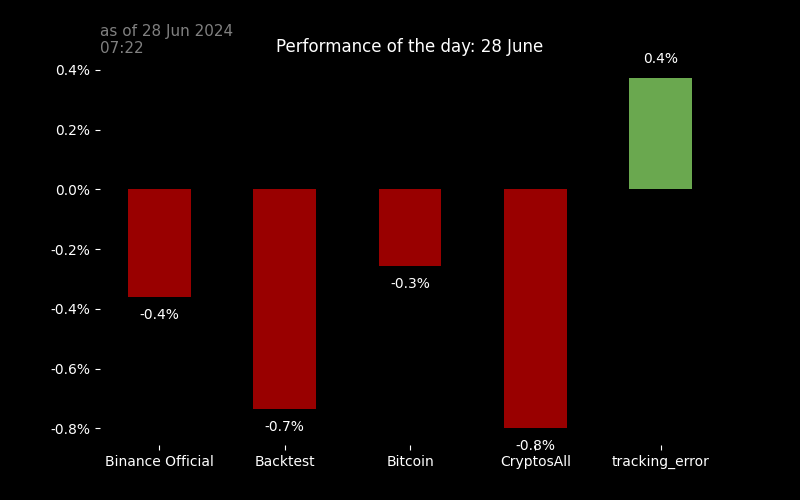 as of 28 Jun 2024
07:22
Performance of the day: 28 June
0.4%
0.2%
0.0%
-0.2%
-0.4%
-0.6%
-0.8%
-0.4%
-0.7%
-0.3%
-0.8%
0.4%
Binance Official
Backtest
Bitcoin
CryptosAll
tracking_error